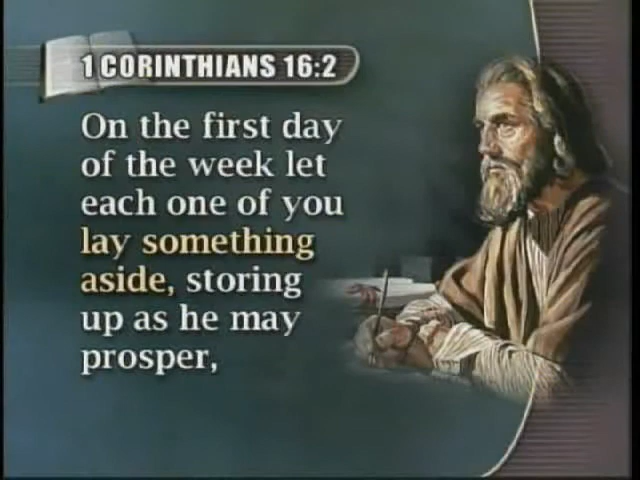 1 CORINTHIANS 16:2
On the first day
of the week let
each one of you
lay something
aside, storing
up as he may
prosper,